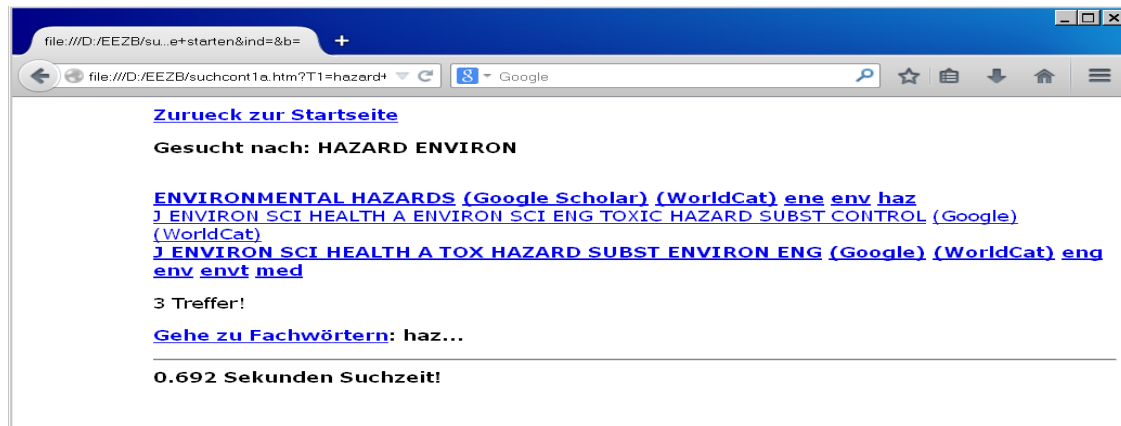 file:///D:/EEZB/su...e+starten&ind=&b= +
file:///D:/EEZB/suchcont1a.htm?T1=hazard+ 8 Google
Zurueck zur Startseite
Gesucht nach: HAZARD ENVIRON
ENVIRONMENTAL HAZARDS (Google Scholar) (WorldCat) ene env haz
J ENVIRON SCI HEALTH A ENVIRON SCI ENG TOXIC HAZARD SUBST CONTROL (Google)
(WorldCat)
J ENVIRON SCI HEALTH A TOX HAZARD SUBST ENVIRON ENG (Google) (WorldCat) eng
env envt med
3 Treffer!
Gehe zu Fachwörtern: haz...
0.692 Sekunden Suchzeit!